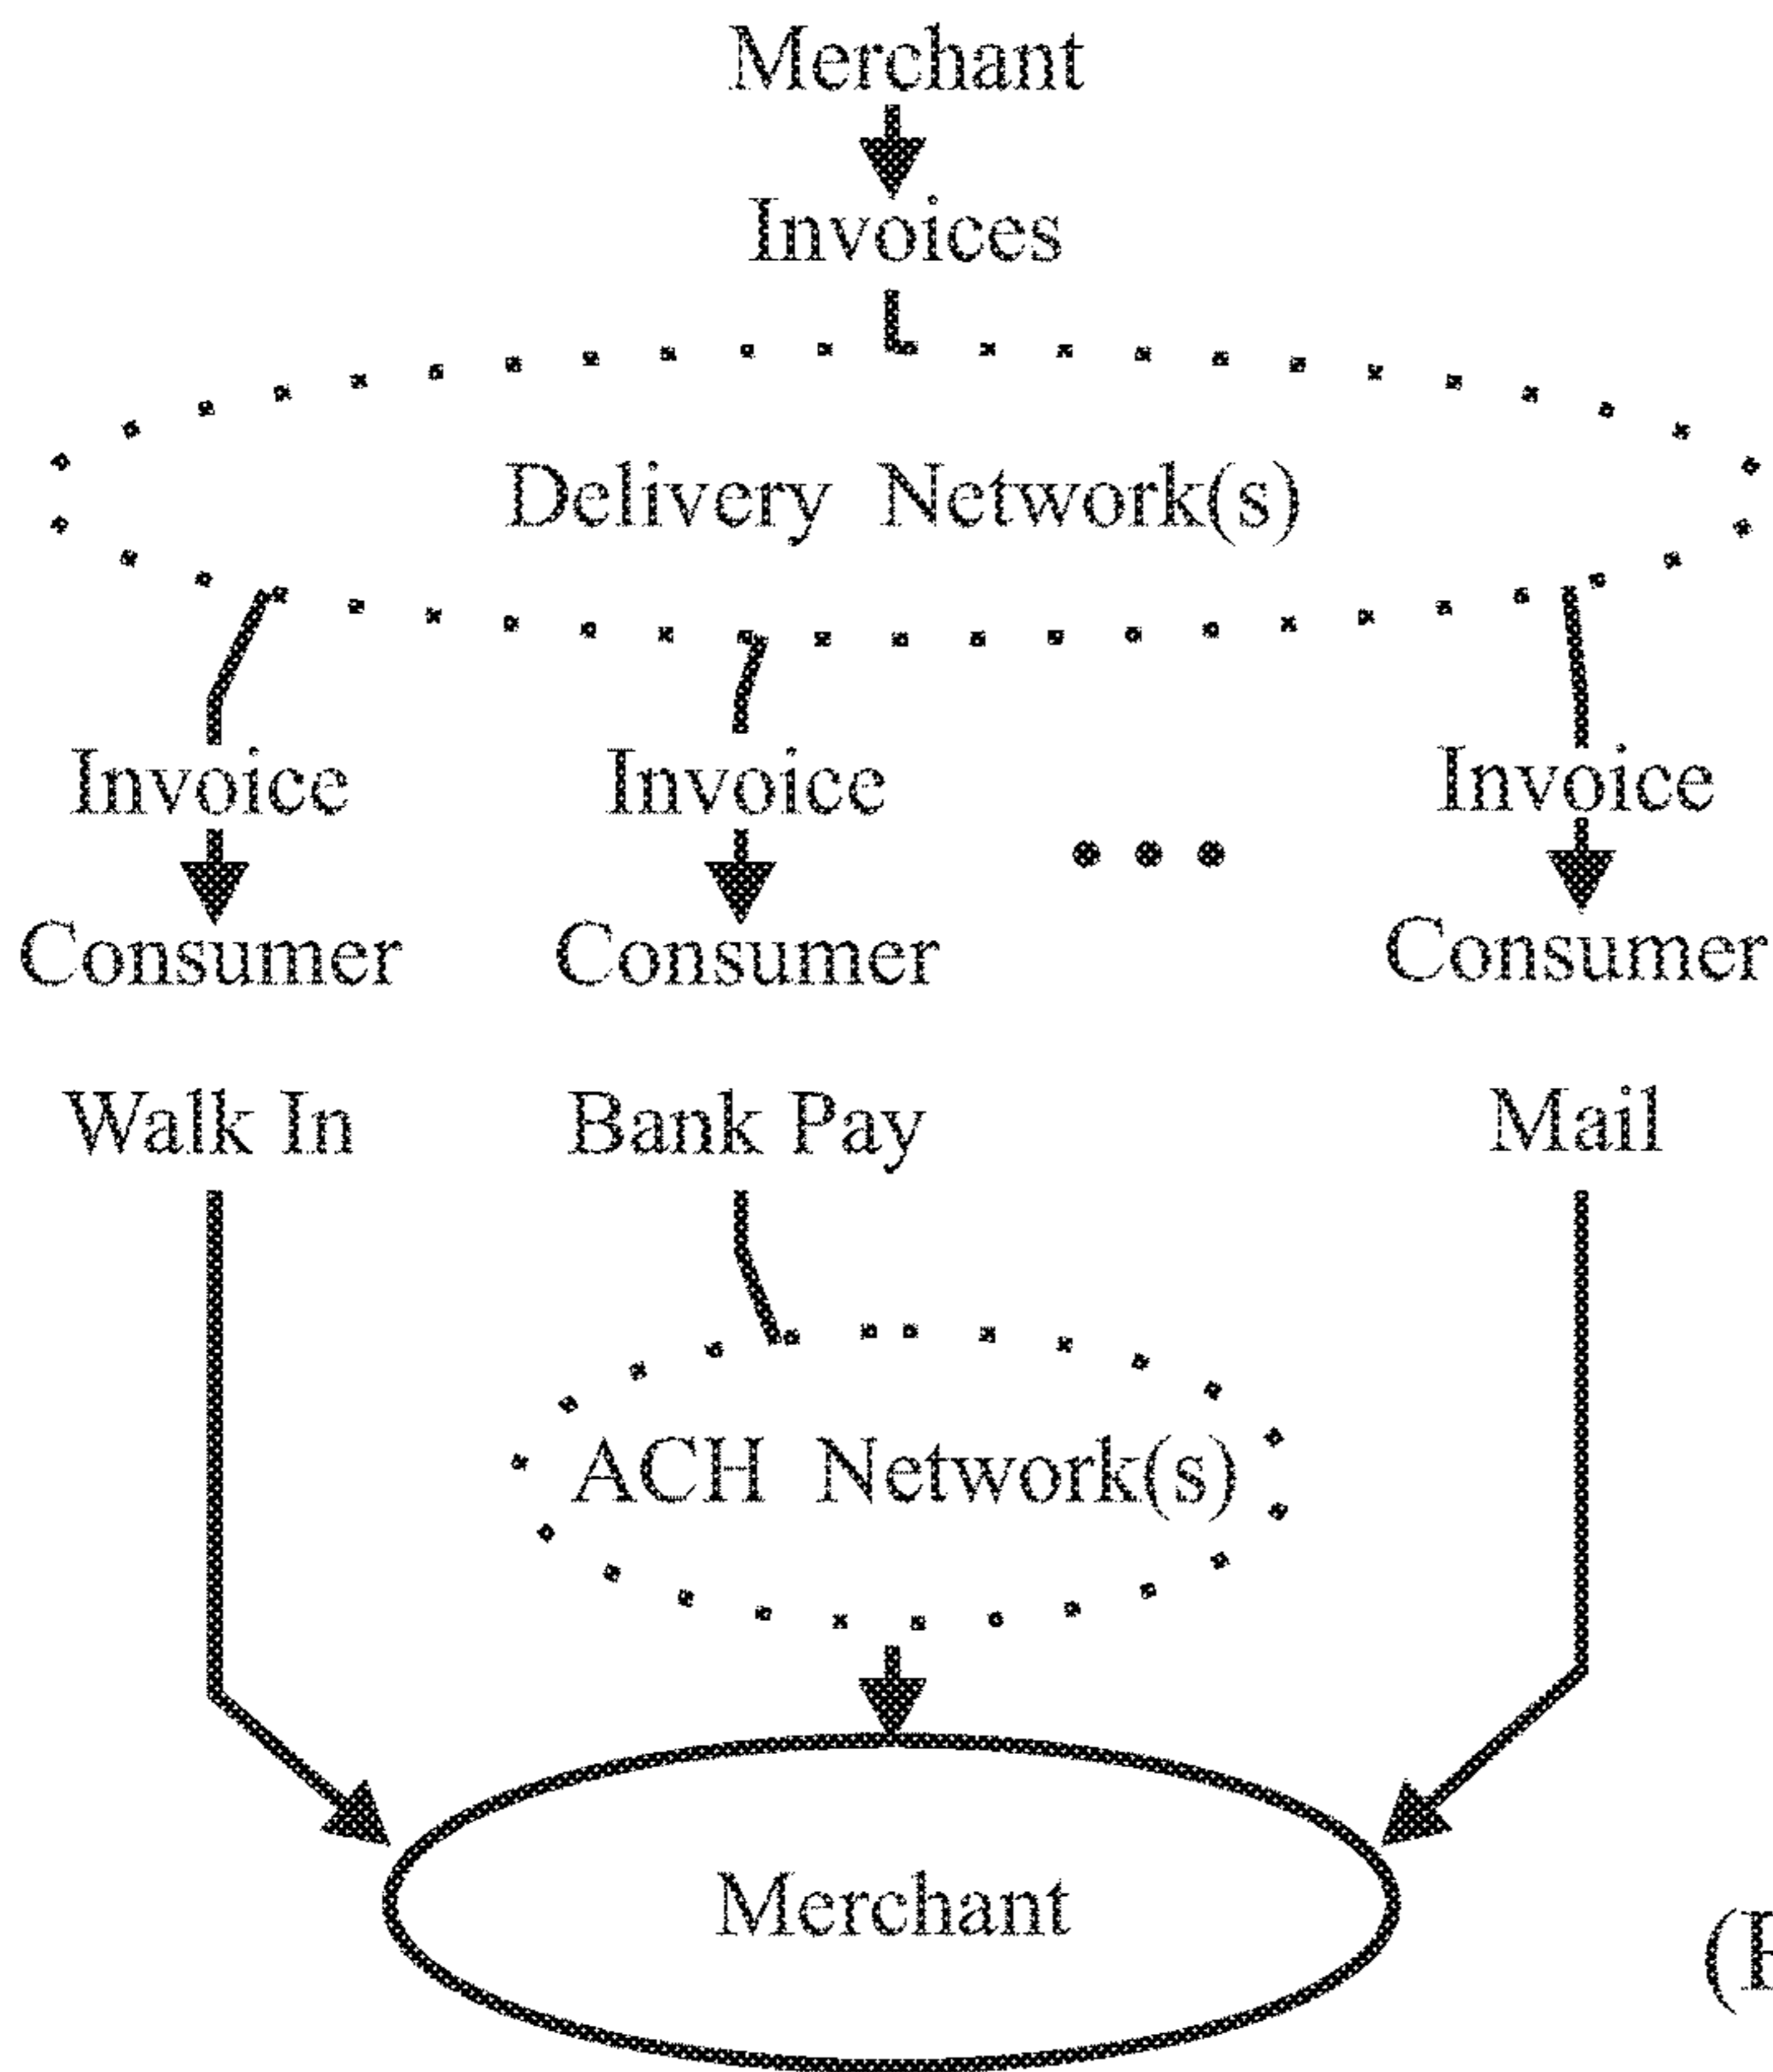 Merchant
Invoices
Delivery Network(s)
Invoice Invoice Invoice
Consumer Consumer Consumer
Walk In Bank Pay Mail
ACH Network(s)
Merchant